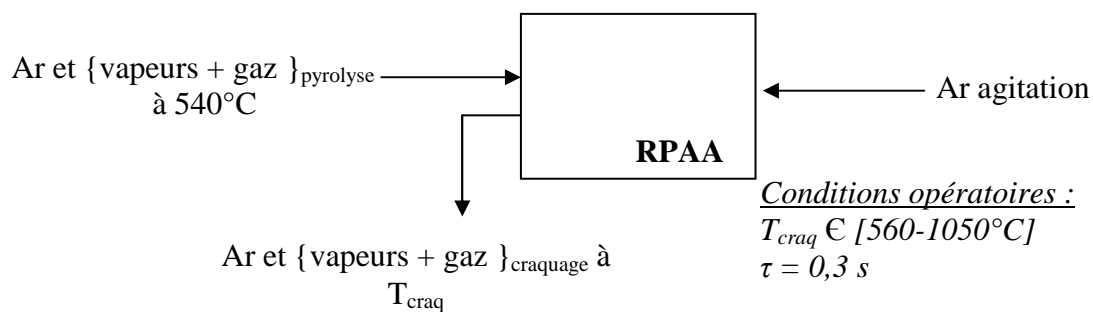 Ar et {vapeurs + gaz }pyrolyse
à 540°C
Ar agitation
RPAA
Conditions opératoires :
Tcraq Є [560-1050°C]
τ = 0,3 s
Ar et {vapeurs + gaz }craquage à
Tcraq